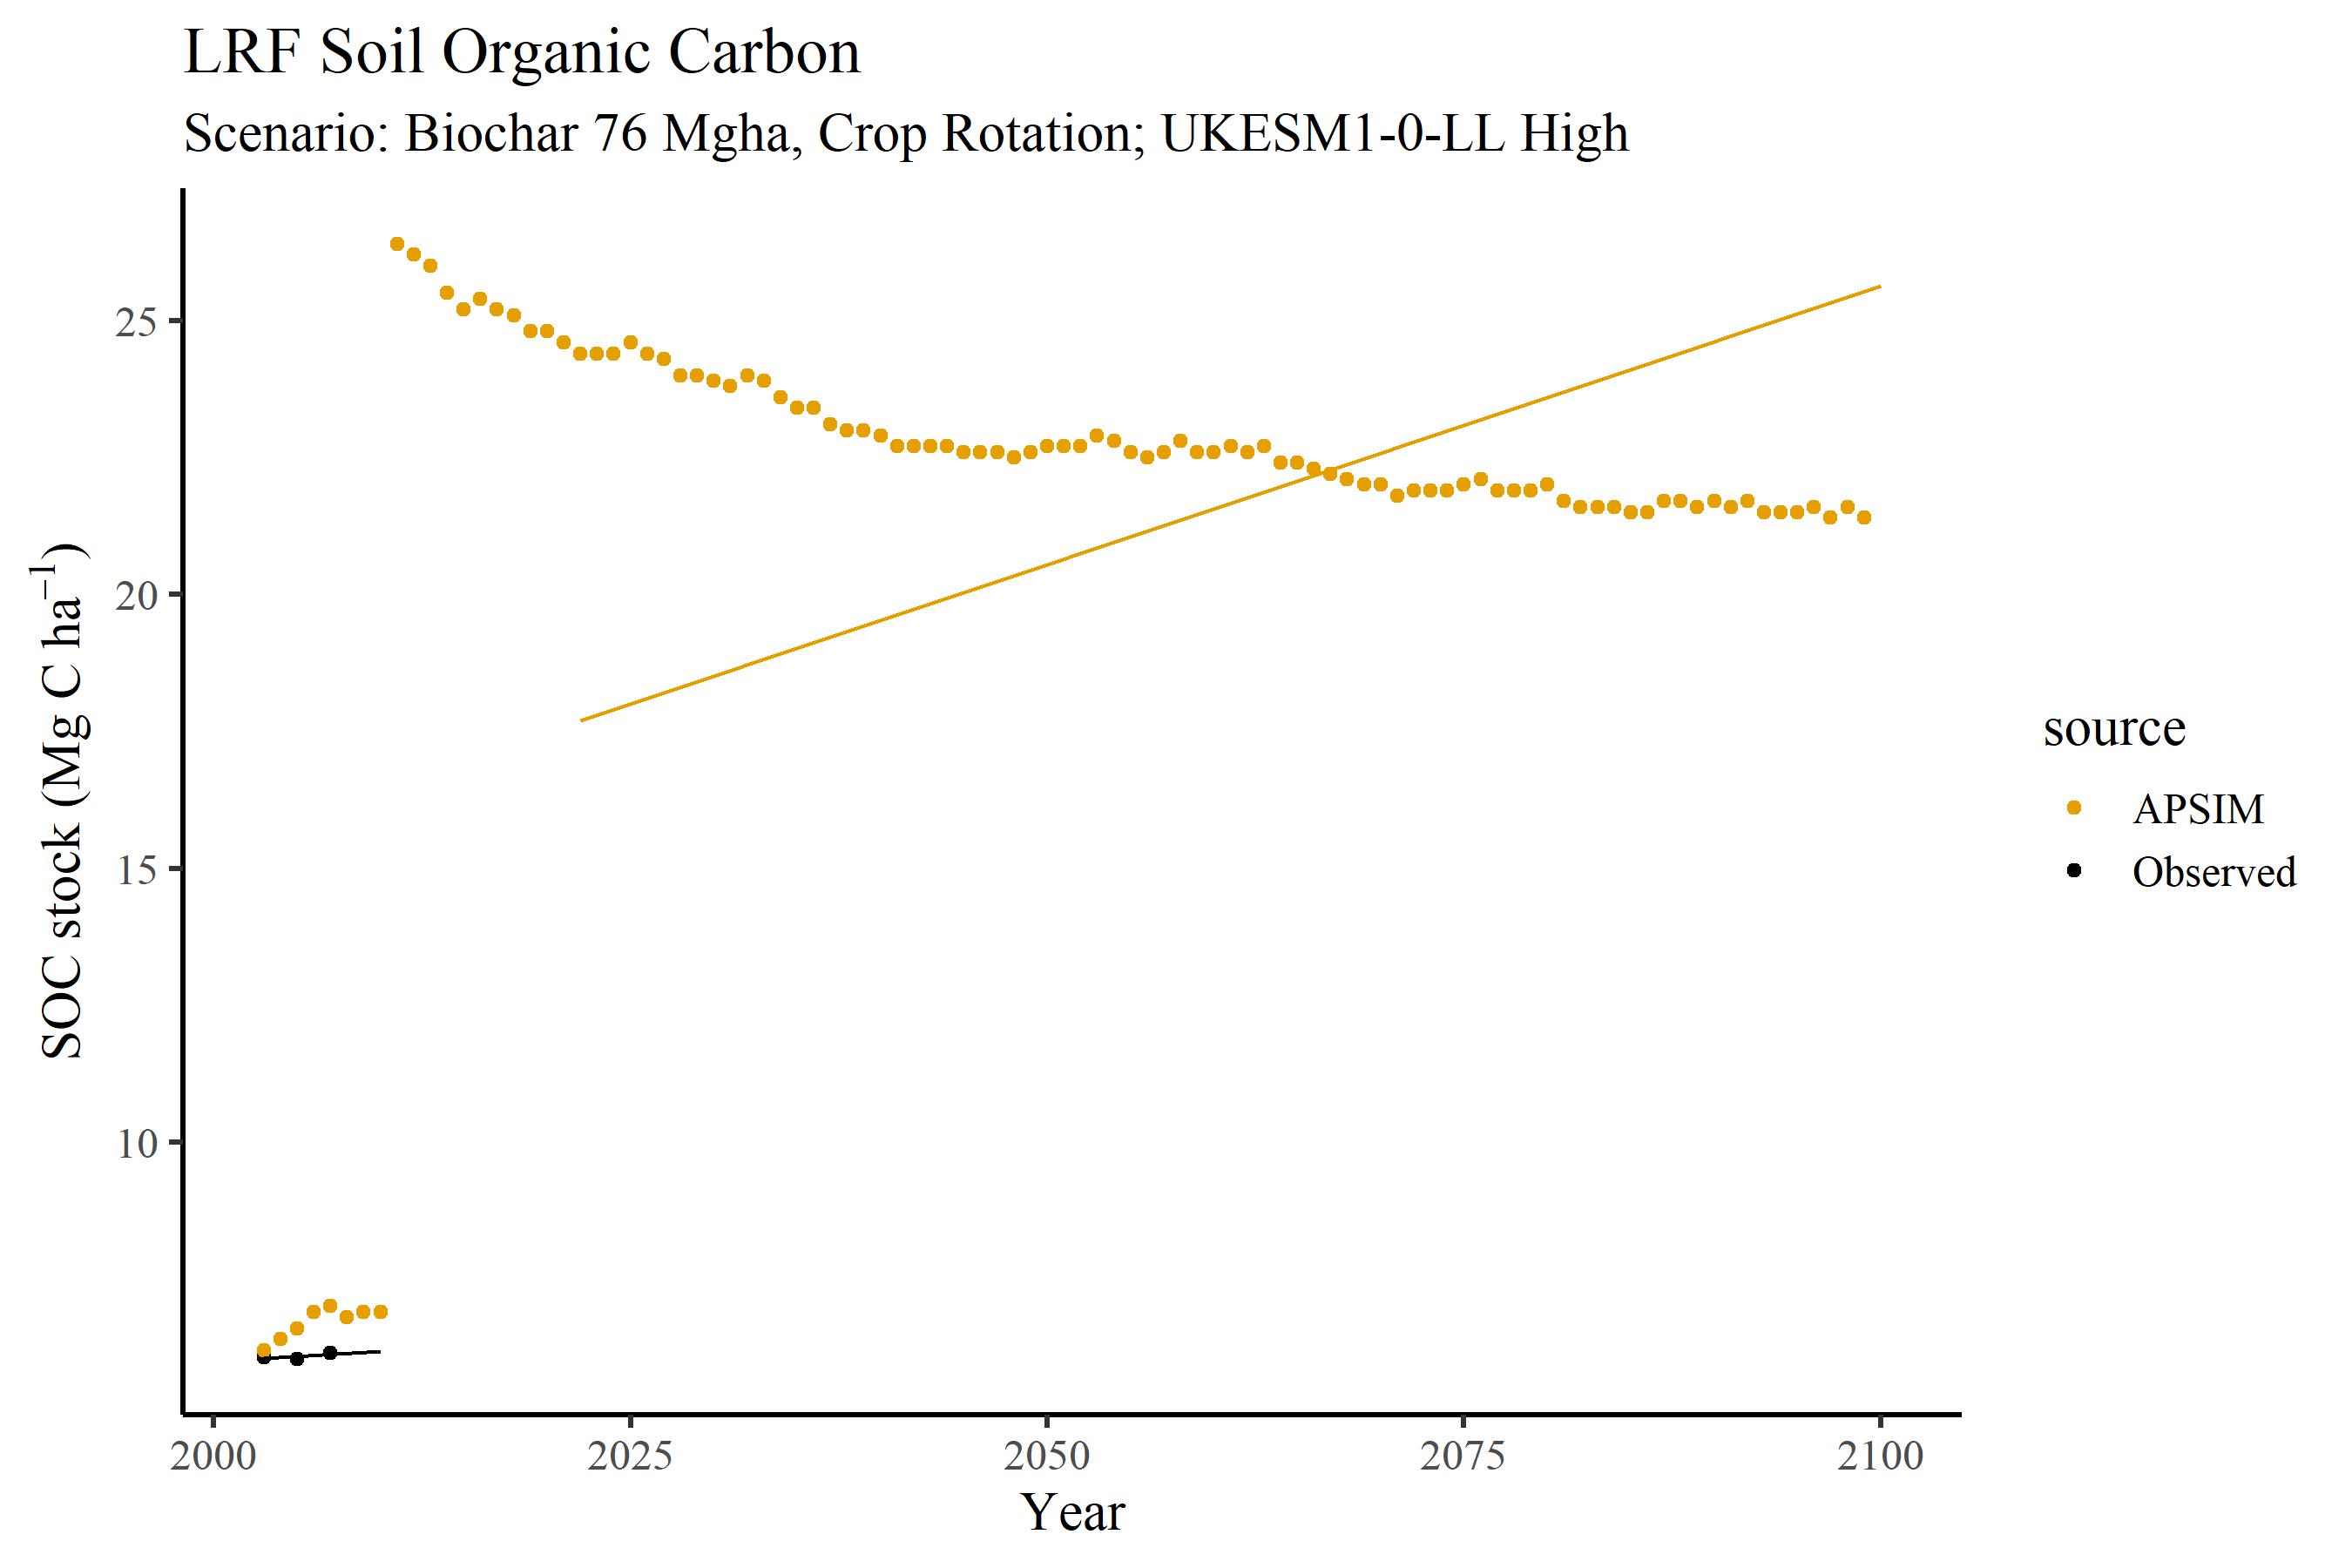 LRF Soil Organic Carbon
Scenario: Biochar 76 Mgha, Crop Rotation; UKESM1-0-LL High
SOC stock (Mg C ha⁻¹)
25
20
15
10
2000
2025
2050
2075
2100
Year
source
APSIM
Observed